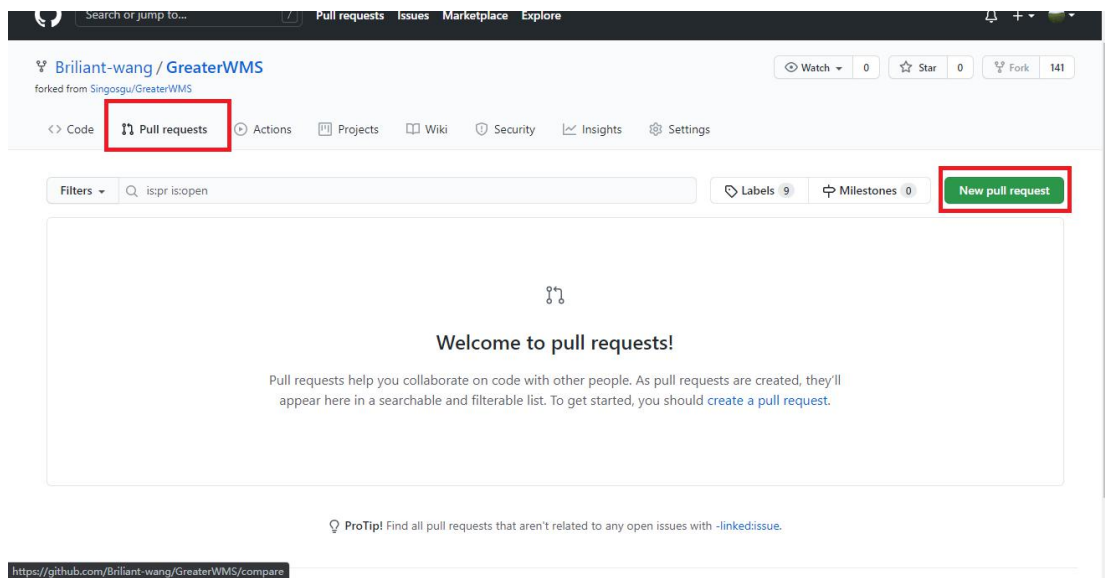 Search or jump to... / Pull requests Issues Marketplace Explore
Briliant-wang / GreaterWMS Watch 0 Star 0 Fork 141
forked from Singosgu/GreaterWMS
<> Code Pull requests Actions Projects Wiki Security Insights Settings
Filters is:pr is:open Labels 9 Milestones 0 New pull request
Welcome to pull requests!
Pull requests help you collaborate on code with other people. As pull requests are created, they'll
appear here in a searchable and filterable list. To get started, you should create a pull request.
ProTip! Find all pull requests that aren't related to any open issues with -linked:issue.
https://github.com/Briliant-wang/GreaterWMS/compare